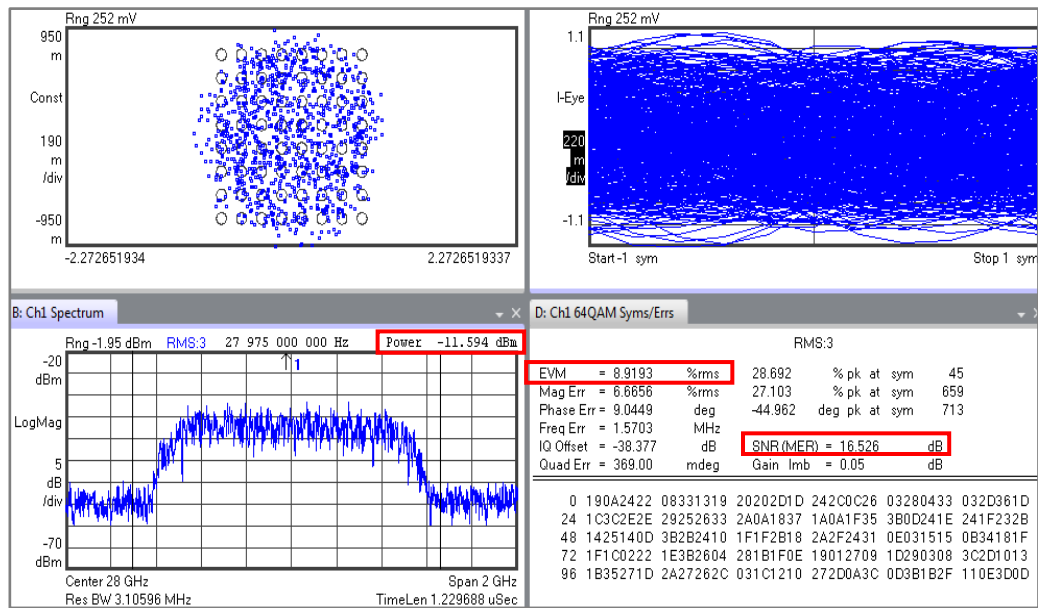 Rng 252 mV
950
m
Const
190
m
/div
-950
m
-2.272651934 2.2726519337
Rng 252 mV
1.1
I-Eye
220
m
/div
-1.1
Start -1 sym Stop 1 sym
B: Ch1 Spectrum
Rng -1.95 dBm RMS:3 27 975 000 000 Hz Power -11.594 dBm
-20
dBm
1
LogMag
5
dB
/div
-70
dBm
Center 28 GHz Span 2 GHz
Res BW 3.10596 MHz TimeLen 1.229688 uSec
D: Ch1 64QAM Syms/Errs
RMS:3
EVM = 8.9193 %rms 28.692 % pk at sym 45
Mag Err = 6.6656 %rms 27.103 % pk at sym 659
Phase Err = 9.0449 deg -44.962 deg pk at sym 713
Freq Err = 1.5703 MHz
IQ Offset = -38.377 dB SNR (MER) = 16.526 dB
Quad Err = 369.00 mdeg Gain Imb = 0.05 dB
0 190A2422 08331319 20202D1D 242C0C26 03280433 032D361D
24 1C3C2E2E 29252633 2A0A1837 1A0A1F35 3B0D241E 241F232B
48 1425140D 3B2B2410 1F1F2B18 2A2F2431 0E031515 0B34181F
72 1F1C0222 1E3B2604 281B1F0E 19012709 1D290308 3C2D1013
96 1B35271D 2A27262C 031C1210 272D0A3C 0D3B1B2F 110E3D0D